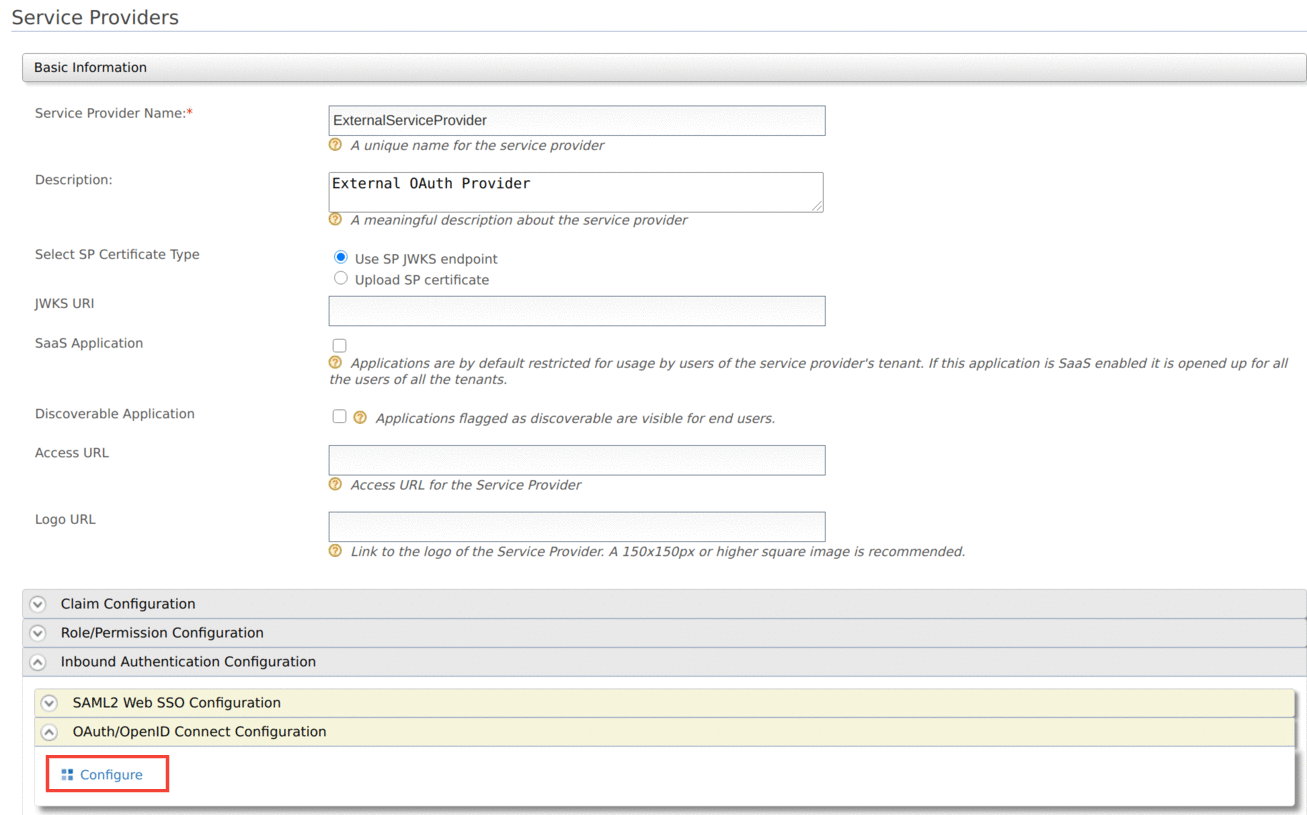 Service Providers
Basic Information
Service Provider Name:*
ExternalServiceProvider
A unique name for the service provider
Description:
External OAuth Provider
A meaningful description about the service provider
Select SP Certificate Type
Use SP JWKS endpoint
Upload SP certificate
JWKS URI
SaaS Application
Applications are by default restricted for usage by users of the service provider's tenant. If this application is SaaS enabled it is opened up for all
the users of all the tenants.
Discoverable Application
Applications flagged as discoverable are visible for end users.
Access URL
Access URL for the Service Provider
Logo URL
Link to the logo of the Service Provider. A 150x150px or higher square image is recommended.
Claim Configuration
Role/Permission Configuration
Inbound Authentication Configuration
SAML2 Web SSO Configuration
OAuth/OpenID Connect Configuration
Configure